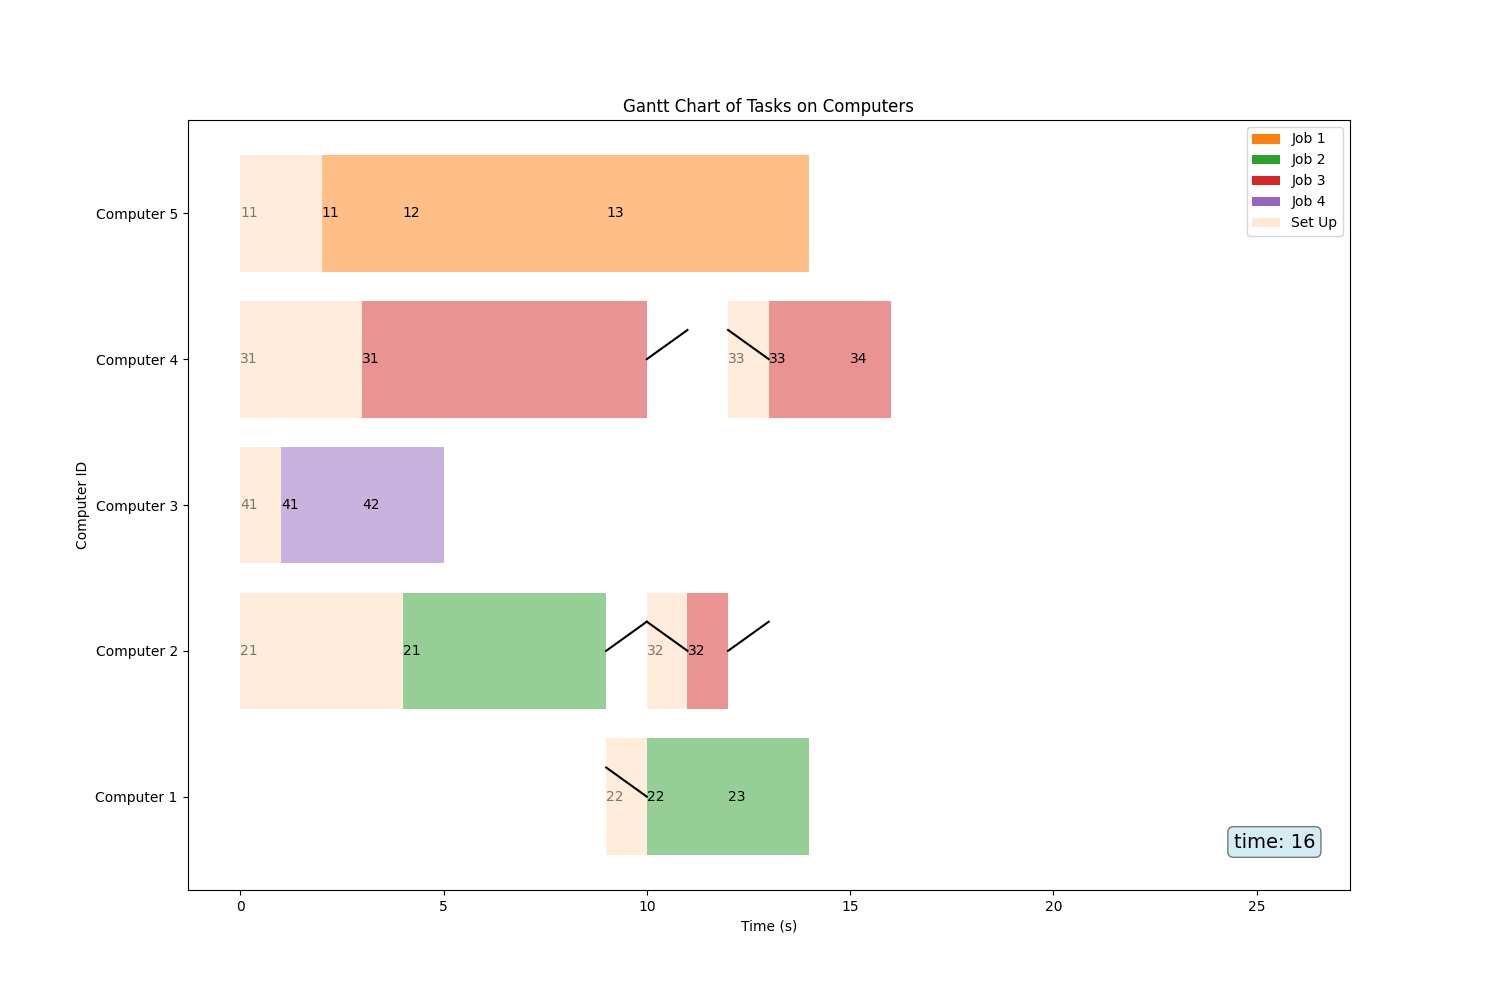 Gantt Chart of Tasks on Computers
Job 1
Job 2
Job 3
Job 4
Set Up
Computer ID
Computer 5
11
11
12
13
Computer 4
31
31
33
33
34
Computer 3
41
41
42
Computer 2
21
21
32
32
Computer 1
22
22
23
time: 16
0
5
10
15
20
25
Time (s)